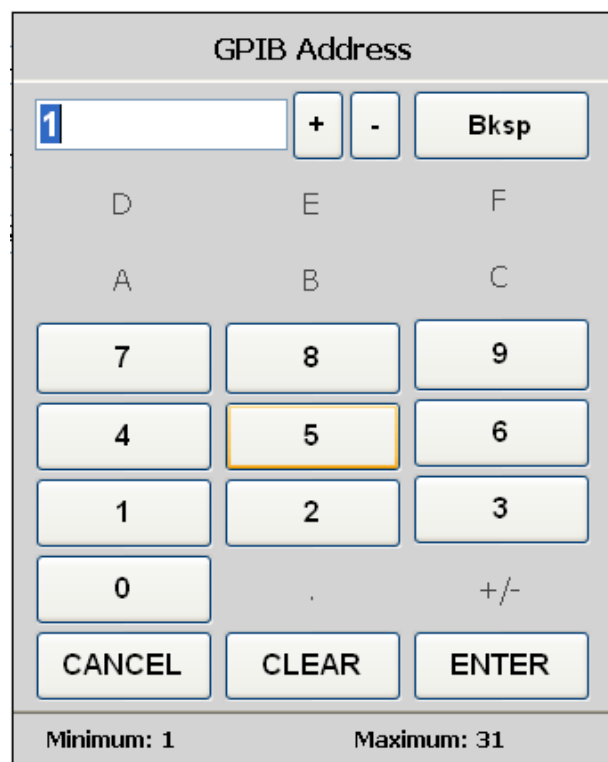 GPIB Address
1 + - Bksp
D E F
A B C
7 8 9
4 5 6
1 2 3
0 . +/-
CANCEL CLEAR ENTER
Minimum: 1 Maximum: 31